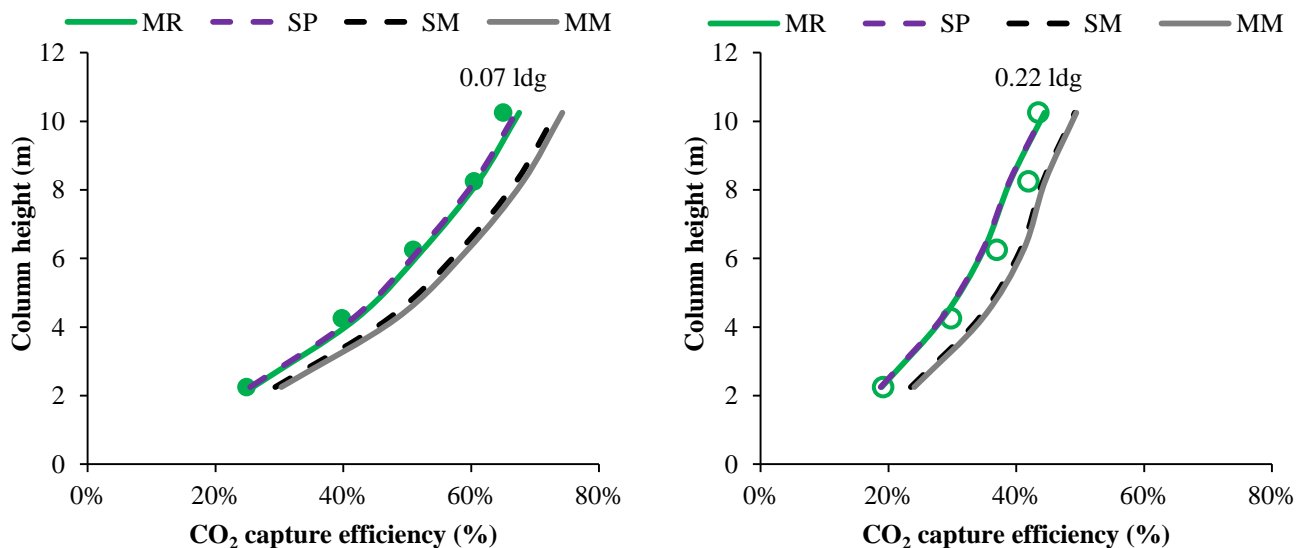 MR SP SM MM
0.07 ldg
Column height (m)
12
10
8
6
4
2
0
0% 20% 40% 60% 80%
CO₂ capture efficiency (%)
MR SP SM MM
0.22 ldg
Column height (m)
12
10
8
6
4
2
0
0% 20% 40% 60% 80%
CO₂ capture efficiency (%)